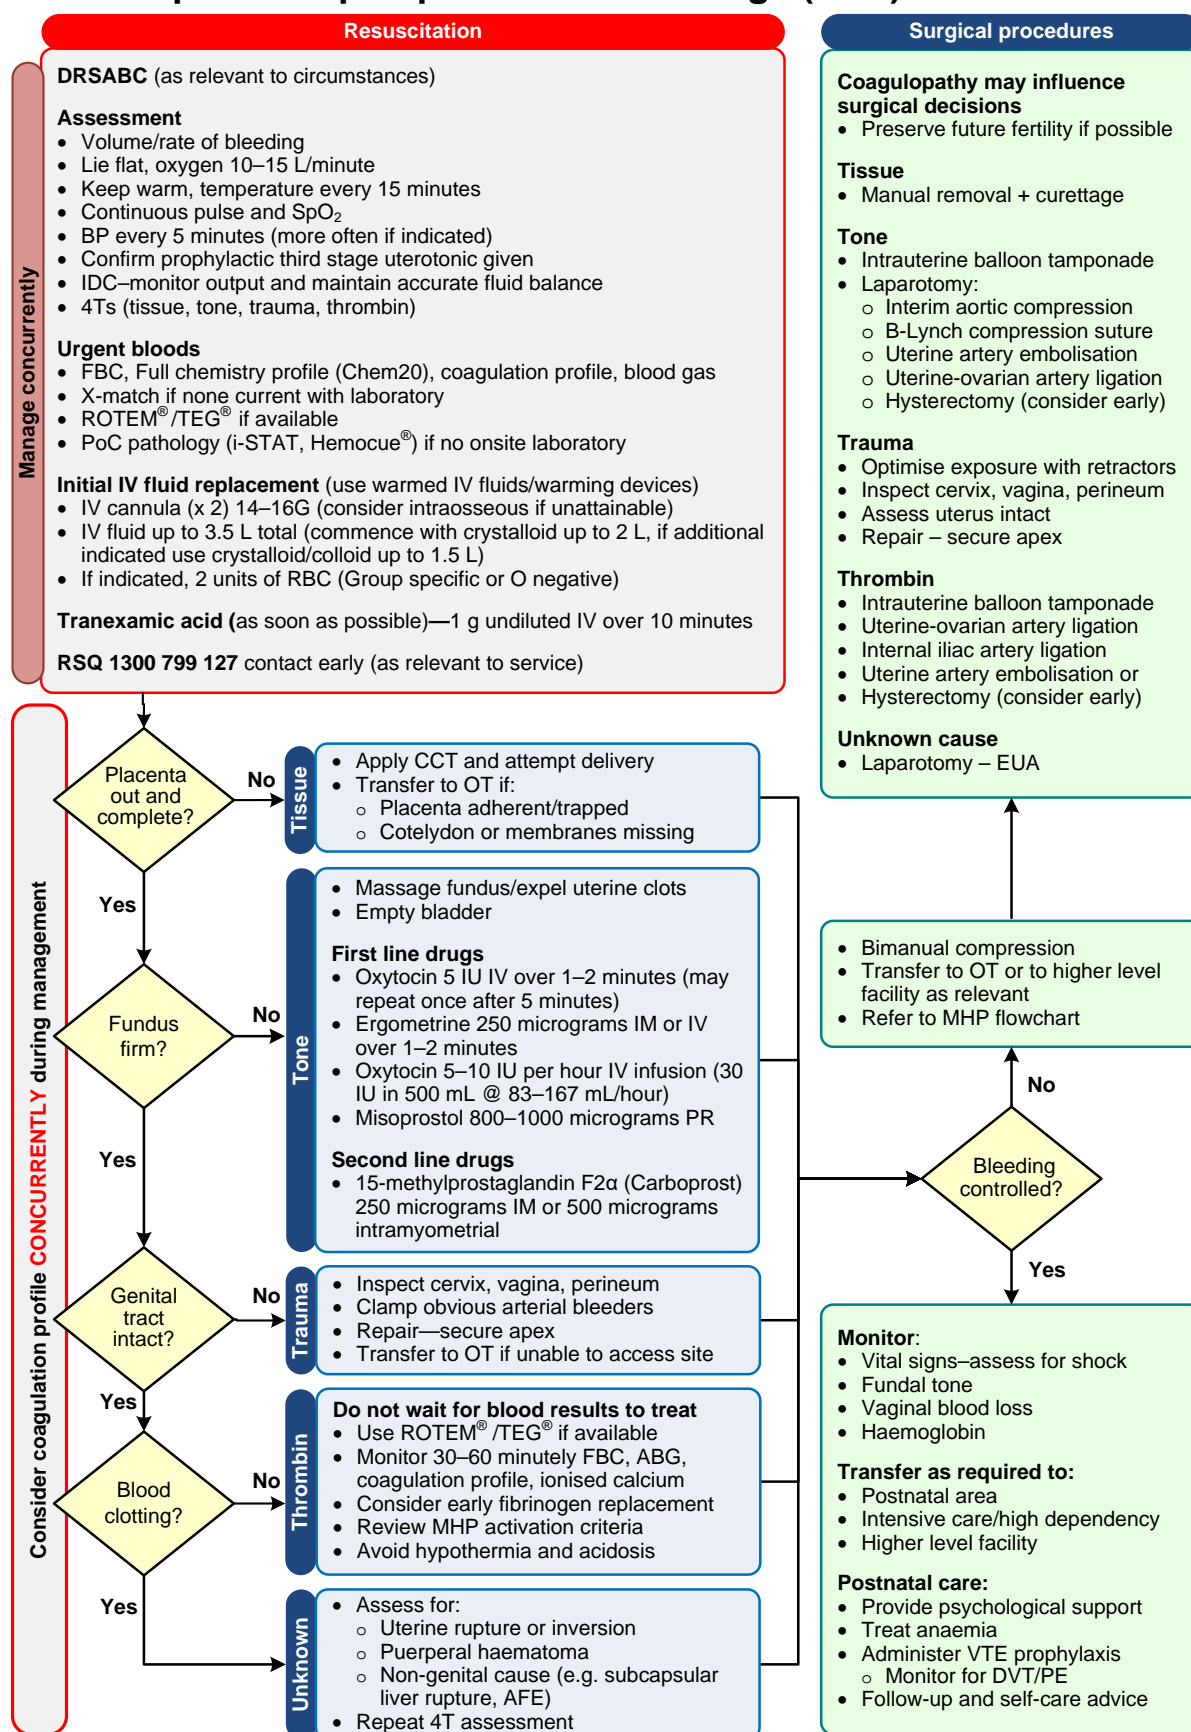 Resuscitation
DRSABC (as relevant to circumstances)
Assessment
• Volume/rate of bleeding
• Lie flat, oxygen 10–15 L/minute
• Keep warm, temperature every 15 minutes
• Continuous pulse and SpO₂
• BP every 5 minutes (more often if indicated)
• Confirm prophylactic third stage uterotonic given
• IDC–monitor output and maintain accurate fluid balance
• 4Ts (tissue, tone, trauma, thrombin)
Urgent bloods
• FBC, Full chemistry profile (Chem20), coagulation profile, blood gas
• X-match if none current with laboratory
• ROTEM® /TEG® if available
• PoC pathology (i-STAT, Hemocue®) if no onsite laboratory
Initial IV fluid replacement (use warmed IV fluids/warming devices)
• IV cannula (x 2) 14–16G (consider intraosseous if unattainable)
• IV fluid up to 3.5 L total (commence with crystalloid up to 2 L, if additional
indicated use crystalloid/colloid up to 1.5 L)
• If indicated, 2 units of RBC (Group specific or O negative)
Tranexamic acid (as soon as possible)—1 g undiluted IV over 10 minutes
RSQ 1300 799 127 contact early (as relevant to service)
Manage concurrently
Consider coagulation profile CONCURRENTLY during management
Placenta
out and
complete?
No
Yes
Tissue
• Apply CCT and attempt delivery
• Transfer to OT if:
o Placenta adherent/trapped
o Cotelydon or membranes missing
Fundus
firm?
No
Yes
Tone
• Massage fundus/expel uterine clots
• Empty bladder
First line drugs
• Oxytocin 5 IU IV over 1–2 minutes (may
repeat once after 5 minutes)
• Ergometrine 250 micrograms IM or IV
over 1–2 minutes
• Oxytocin 5–10 IU per hour IV infusion (30
IU in 500 mL @ 83–167 mL/hour)
• Misoprostol 800–1000 micrograms PR
Second line drugs
• 15-methylprostaglandin F2α (Carboprost)
250 micrograms IM or 500 micrograms
intramyometrial
Genital
tract
intact?
No
Yes
Trauma
• Inspect cervix, vagina, perineum
• Clamp obvious arterial bleeders
• Repair—secure apex
• Transfer to OT if unable to access site
Blood
clotting?
No
Yes
Thrombin
Do not wait for blood results to treat
• Use ROTEM® /TEG® if available
• Monitor 30–60 minutely FBC, ABG,
coagulation profile, ionised calcium
• Consider early fibrinogen replacement
• Review MHP activation criteria
• Avoid hypothermia and acidosis
Unknown
• Assess for:
o Uterine rupture or inversion
o Puerperal haematoma
o Non-genital cause (e.g. subcapsular
liver rupture, AFE)
• Repeat 4T assessment
Surgical procedures
Coagulopathy may influence
surgical decisions
• Preserve future fertility if possible
Tissue
• Manual removal + curettage
Tone
• Intrauterine balloon tamponade
• Laparotomy:
o Interim aortic compression
o B-Lynch compression suture
o Uterine artery embolisation
o Uterine-ovarian artery ligation
o Hysterectomy (consider early)
Trauma
• Optimise exposure with retractors
• Inspect cervix, vagina, perineum
• Assess uterus intact
• Repair – secure apex
Thrombin
• Intrauterine balloon tamponade
• Uterine-ovarian artery ligation
• Internal iliac artery ligation
• Uterine artery embolisation or
• Hysterectomy (consider early)
Unknown cause
• Laparotomy – EUA
• Bimanual compression
• Transfer to OT or to higher level
facility as relevant
• Refer to MHP flowchart
No
Bleeding
controlled?
Yes
Monitor:
• Vital signs–assess for shock
• Fundal tone
• Vaginal blood loss
• Haemoglobin
Transfer as required to:
• Postnatal area
• Intensive care/high dependency
• Higher level facility
Postnatal care:
• Provide psychological support
• Treat anaemia
• Administer VTE prophylaxis
o Monitor for DVT/PE
• Follow-up and self-care advice